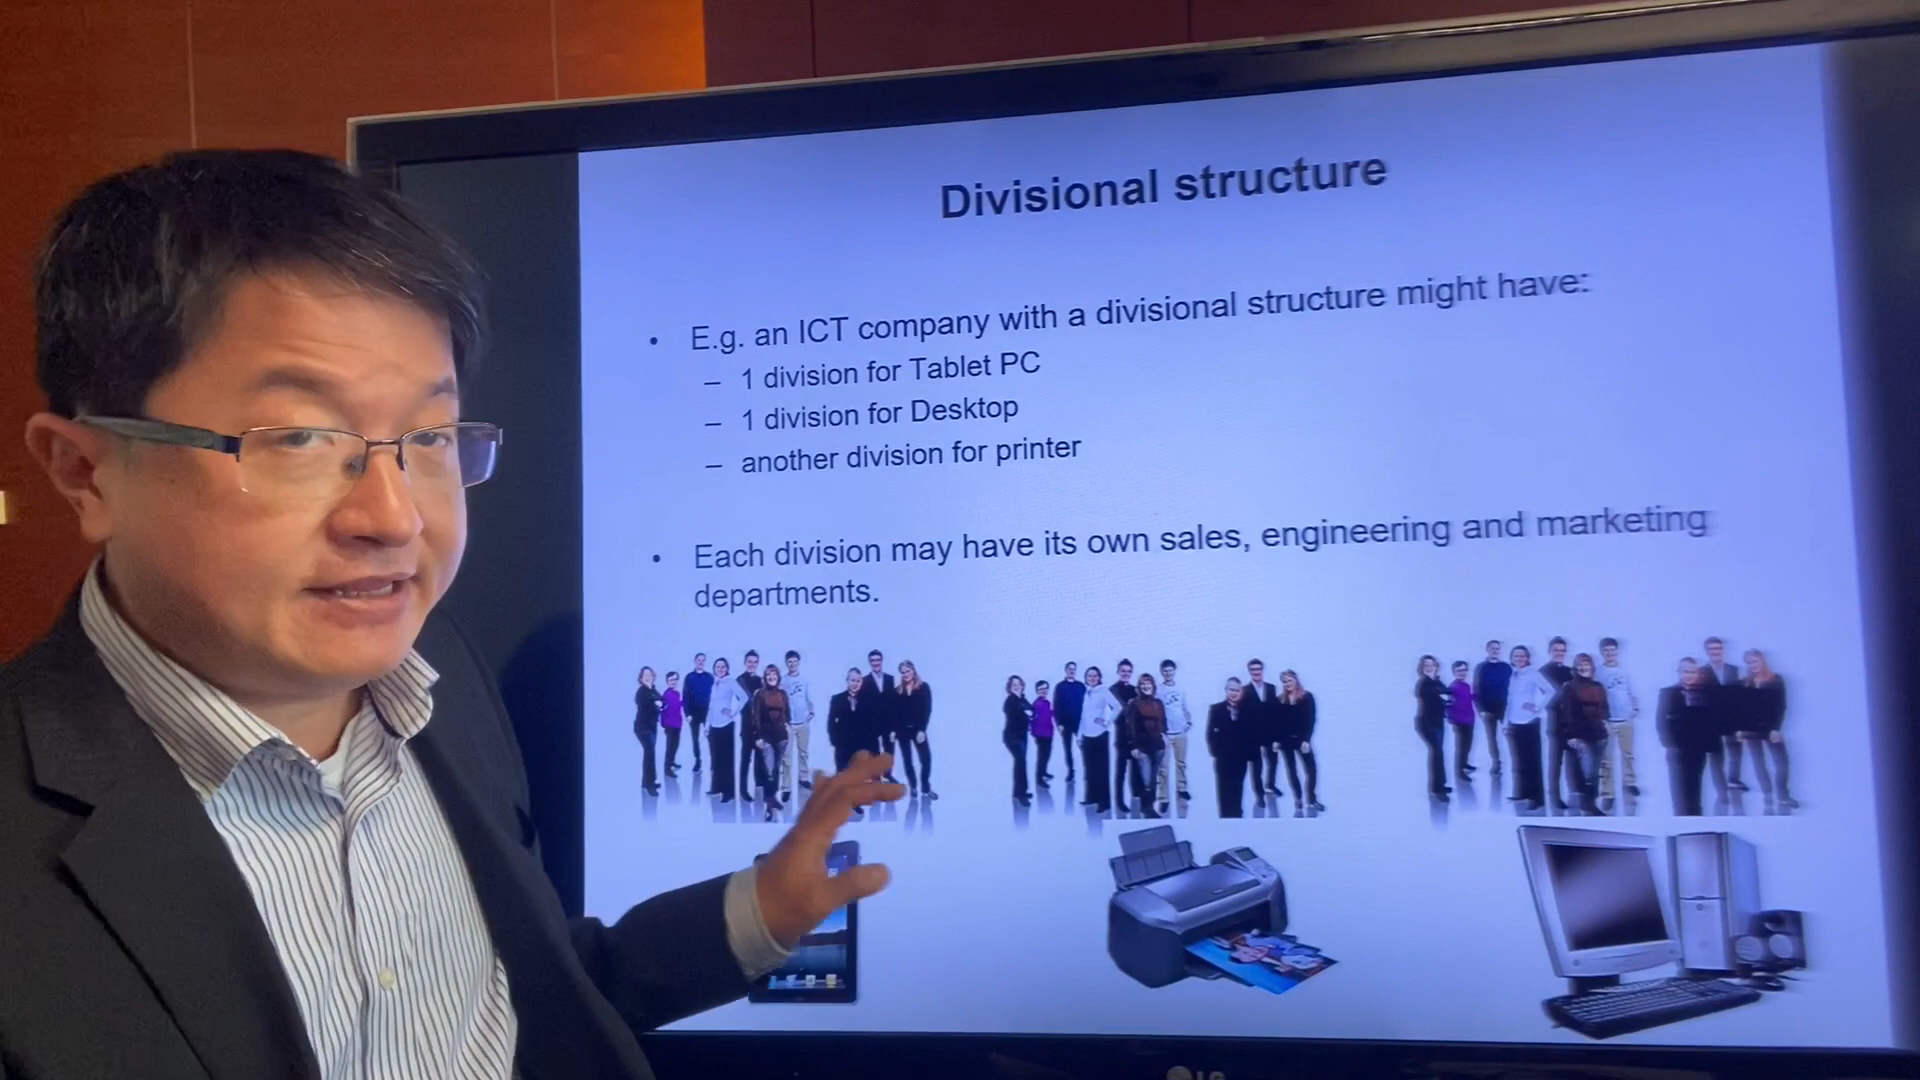 Divisional structure
• E.g. an ICT company with a divisional structure might have:
– 1 division for Tablet PC
– 1 division for Desktop
– another division for printer
• Each division may have its own sales, engineering and marketing
departments.
LG